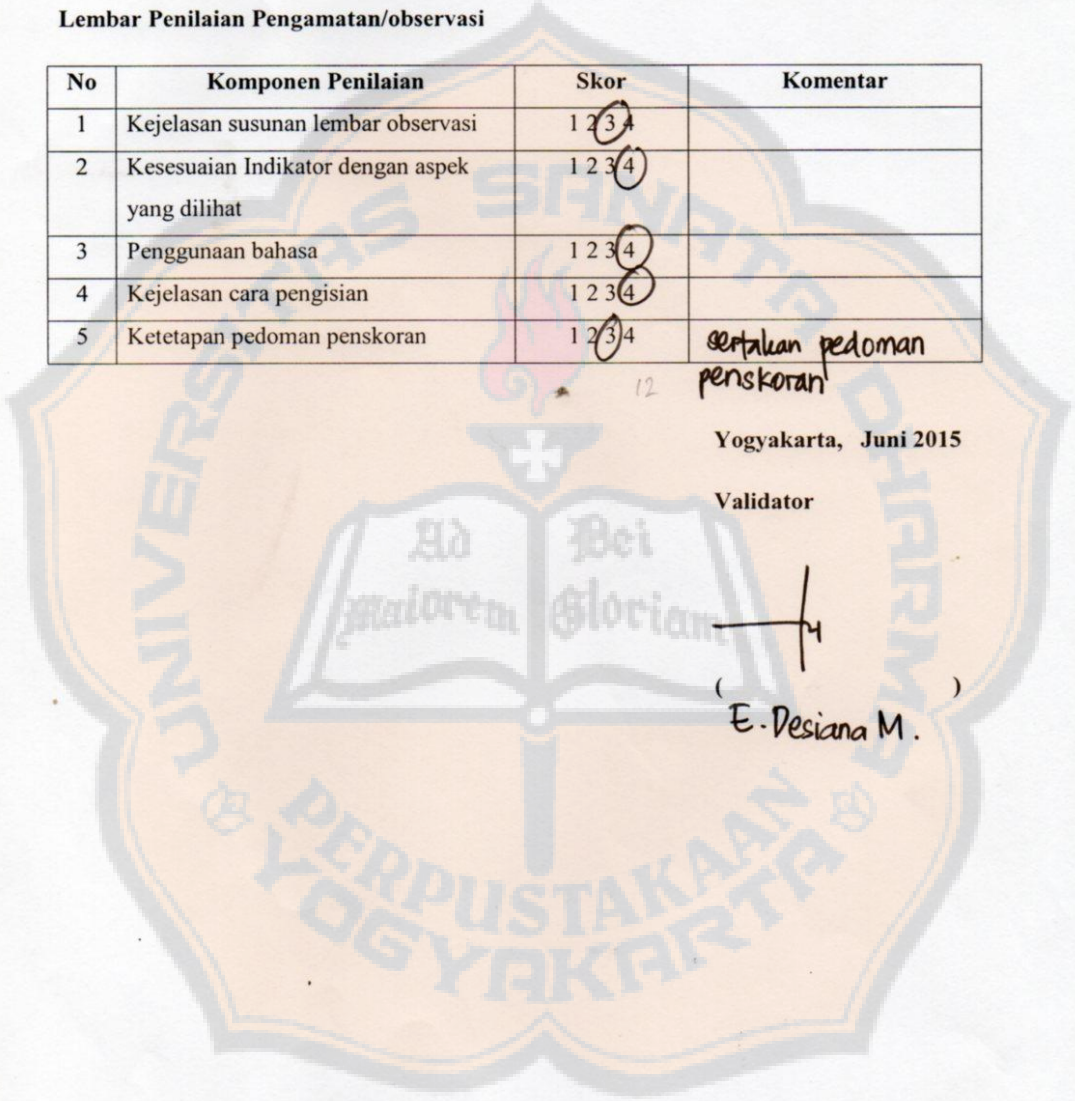 Lembar Penilaian Pengamatan/observasi
No Komponen Penilaian Skor Komentar
1 Kejelasan susunan lembar observasi 1 2 3 4
2 Kesesuaian Indikator dengan aspek 1 2 3 4
yang dilihat
3 Penggunaan bahasa 1 2 3 4
4 Kejelasan cara pengisian 1 2 3 4
5 Ketetapan pedoman penskoran 1 2 3 4 sertakan pedoman
penskoran
12
Yogyakarta, Juni 2015
Validator
( )
E. Desiana M.
UNIVERSITAS SANATA DHARMA
Ad Dei
maiorem Gloriam
PERPUSTAKAAN
YOGYAKARTA